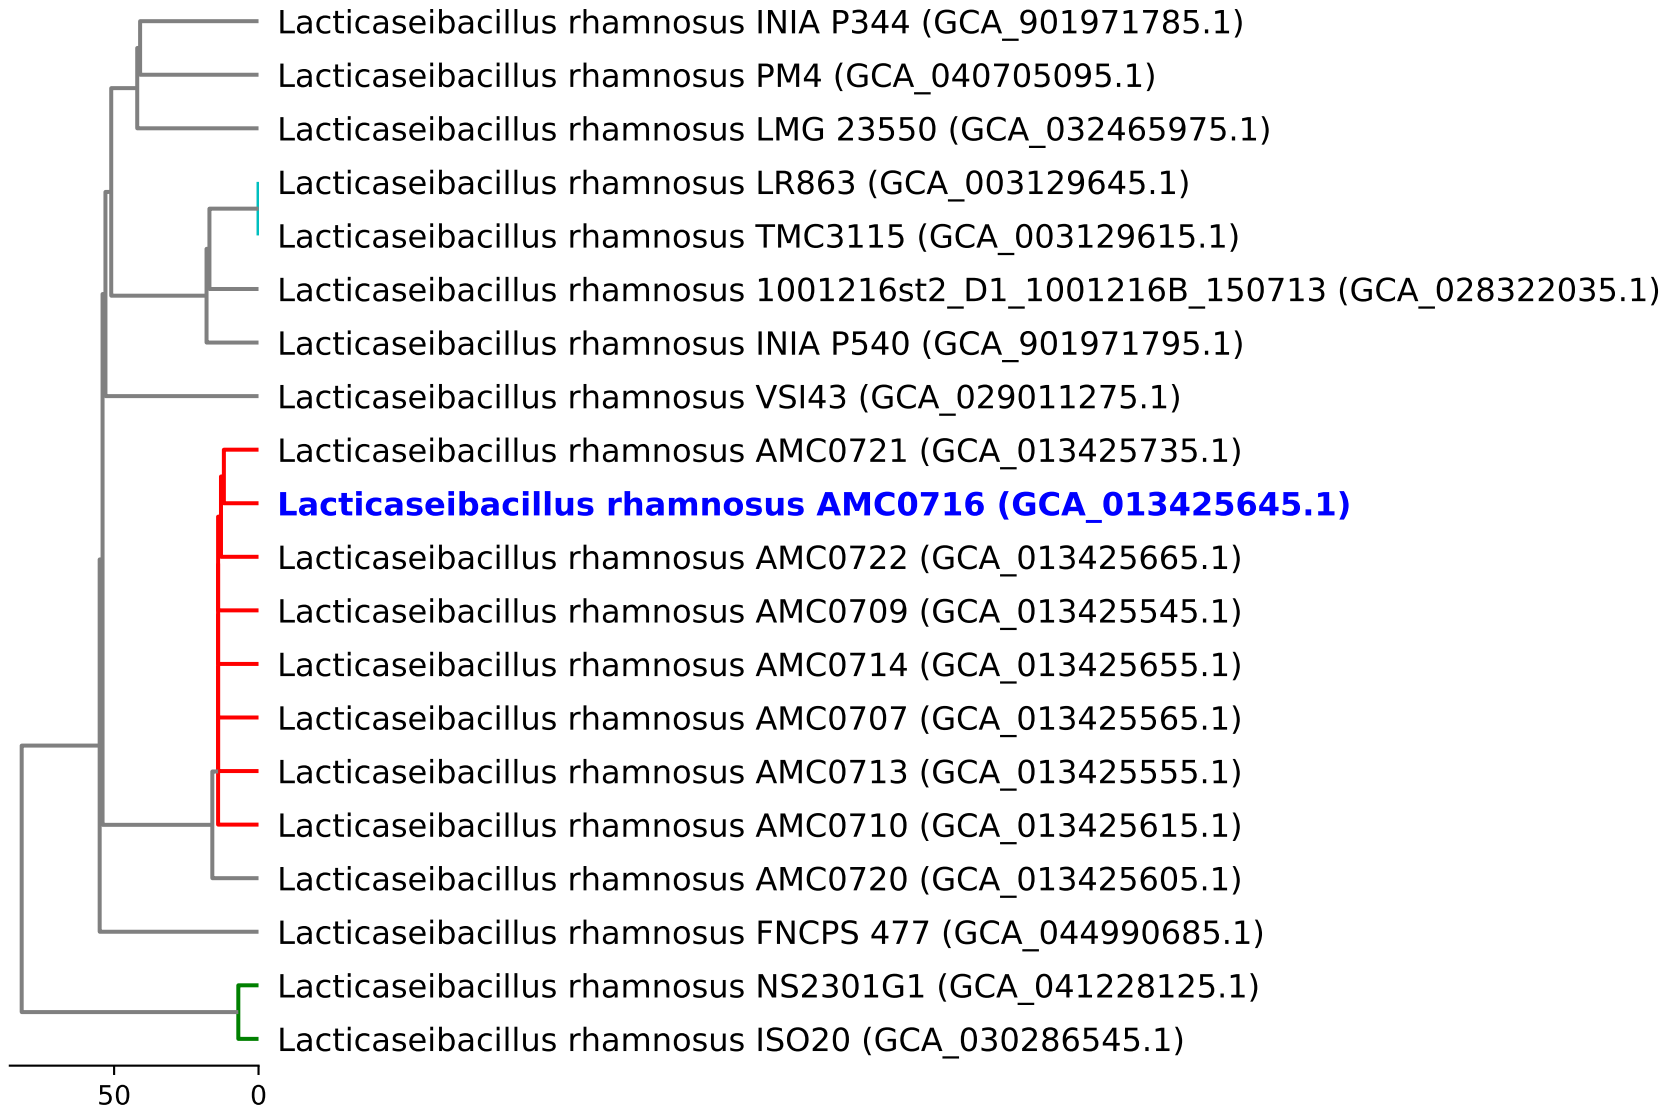 Lacticaseibacillus rhamnosus INIA P344 (GCA_901971785.1)
Lacticaseibacillus rhamnosus PM4 (GCA_040705095.1)
Lacticaseibacillus rhamnosus LMG 23550 (GCA_032465975.1)
Lacticaseibacillus rhamnosus LR863 (GCA_003129645.1)
Lacticaseibacillus rhamnosus TMC3115 (GCA_003129615.1)
Lacticaseibacillus rhamnosus 1001216st2_D1_1001216B_150713 (GCA_028322035.1)
Lacticaseibacillus rhamnosus INIA P540 (GCA_901971795.1)
Lacticaseibacillus rhamnosus VSI43 (GCA_029011275.1)
Lacticaseibacillus rhamnosus AMC0721 (GCA_013425735.1)
Lacticaseibacillus rhamnosus AMC0716 (GCA_013425645.1)
Lacticaseibacillus rhamnosus AMC0722 (GCA_013425665.1)
Lacticaseibacillus rhamnosus AMC0709 (GCA_013425545.1)
Lacticaseibacillus rhamnosus AMC0714 (GCA_013425655.1)
Lacticaseibacillus rhamnosus AMC0707 (GCA_013425565.1)
Lacticaseibacillus rhamnosus AMC0713 (GCA_013425555.1)
Lacticaseibacillus rhamnosus AMC0710 (GCA_013425615.1)
Lacticaseibacillus rhamnosus AMC0720 (GCA_013425605.1)
Lacticaseibacillus rhamnosus FNCPS 477 (GCA_044990685.1)
Lacticaseibacillus rhamnosus NS2301G1 (GCA_041228125.1)
Lacticaseibacillus rhamnosus ISO20 (GCA_030286545.1)
50 0